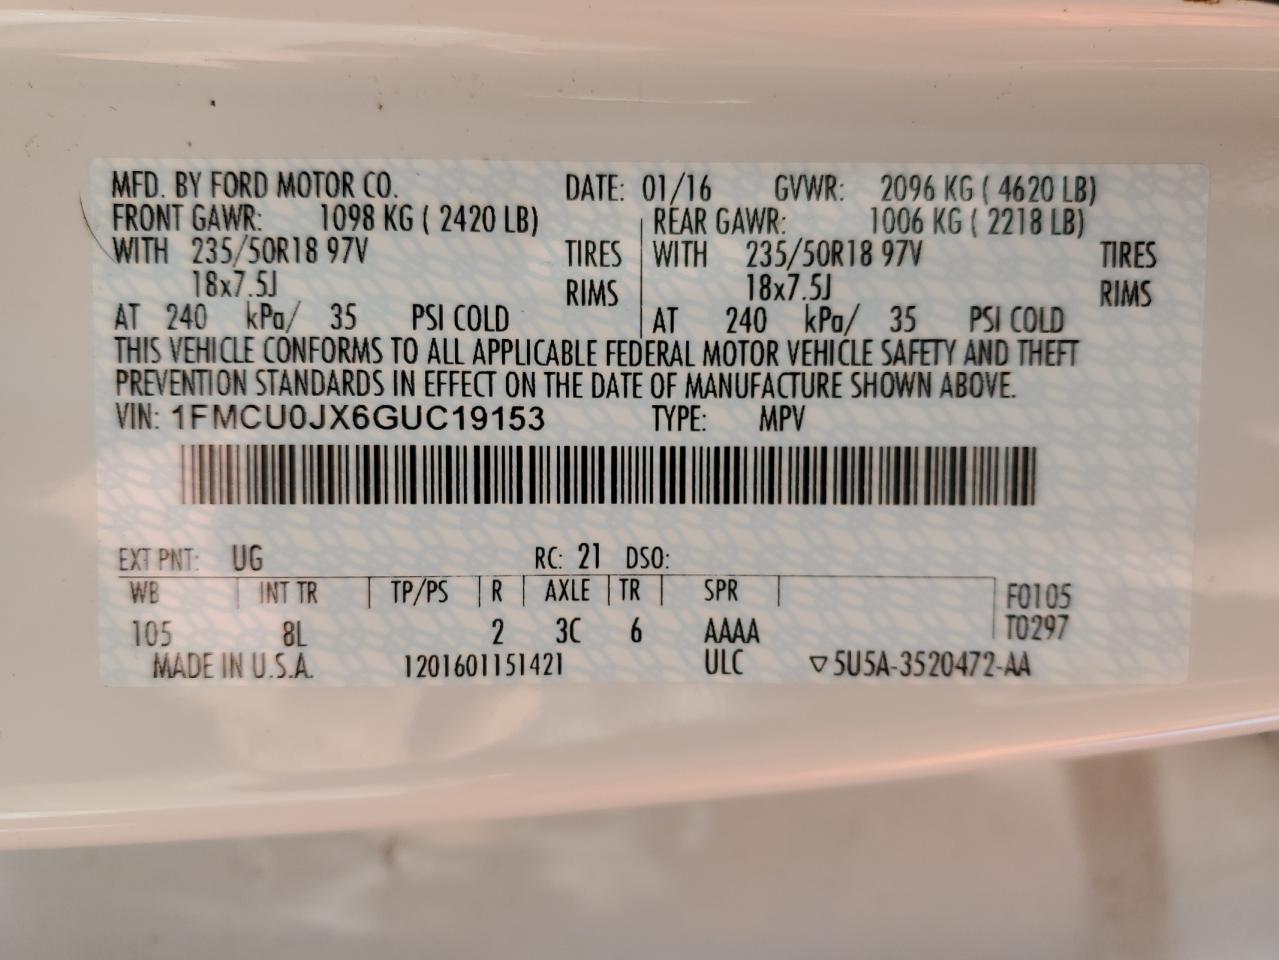 MFD. BY FORD MOTOR CO. DATE: 01/16 GVWR: 2096 KG ( 4620 LB)
FRONT GAWR: 1098 KG ( 2420 LB) REAR GAWR: 1006 KG ( 2218 LB)
WITH 235/50R18 97V TIRES WITH 235/50R18 97V TIRES
18x7.5J RIMS 18x7.5J RIMS
AT 240 kPa/ 35 PSI COLD AT 240 kPa/ 35 PSI COLD
THIS VEHICLE CONFORMS TO ALL APPLICABLE FEDERAL MOTOR VEHICLE SAFETY AND THEFT
PREVENTION STANDARDS IN EFFECT ON THE DATE OF MANUFACTURE SHOWN ABOVE.
VIN: 1FMCU0JX6GUC19153 TYPE: MPV
EXT PNT: UG RC: 21 DSO:
WB INT TR TP/PS R AXLE TR SPR F0105
105 8L 2 3C 6 AAAA T0297
MADE IN U.S.A. 1201601151421 ULC ▽5U5A-3520472-AA